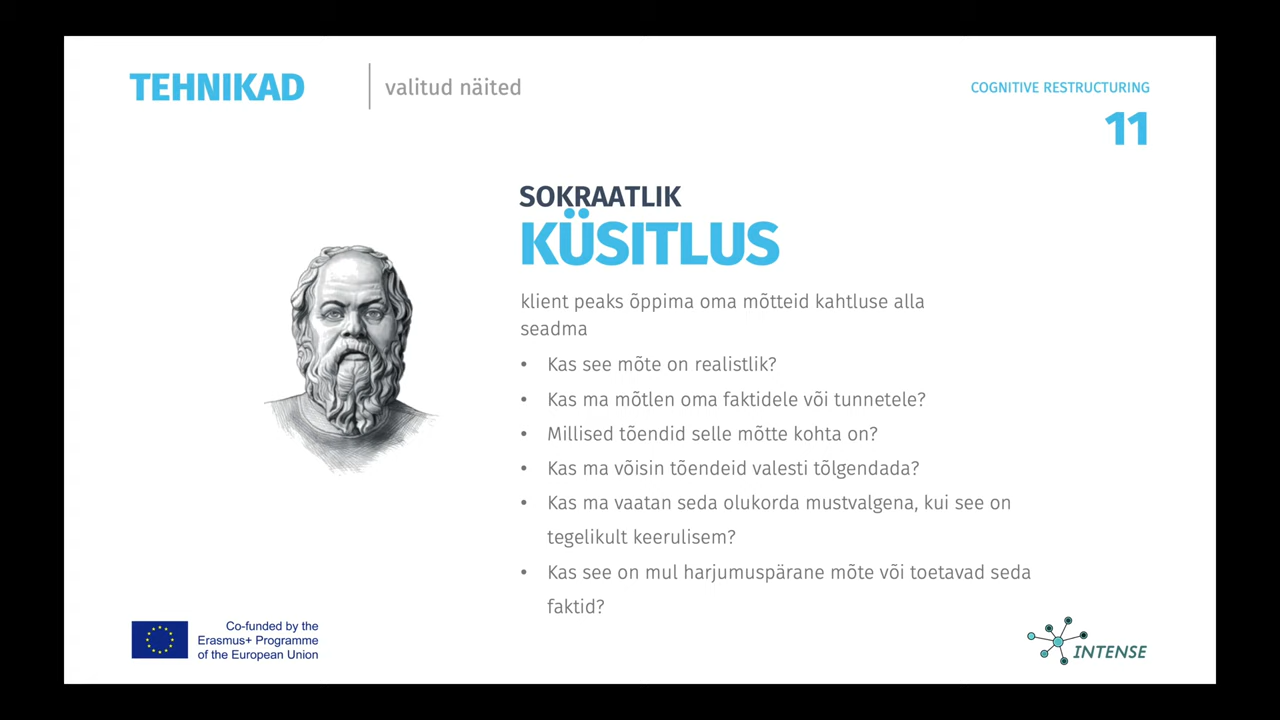 TEHNIKAD
valitud näited
COGNITIVE RESTRUCTURING
11
SOKRAATLIK
KÜSITLUS
klient peaks õppima oma mõtteid kahtluse alla
seadma
• Kas see mõte on realistlik?
• Kas ma mõtlen oma faktidele või tunnetele?
• Millised tõendid selle mõtte kohta on?
• Kas ma võisin tõendeid valesti tõlgendada?
• Kas ma vaatan seda olukorda mustvalgena, kui see on
tegelikult keerulisem?
• Kas see on mul harjumuspärane mõte või toetavad seda
faktid?
Co-funded by the
Erasmus+ Programme
of the European Union
INTENSE